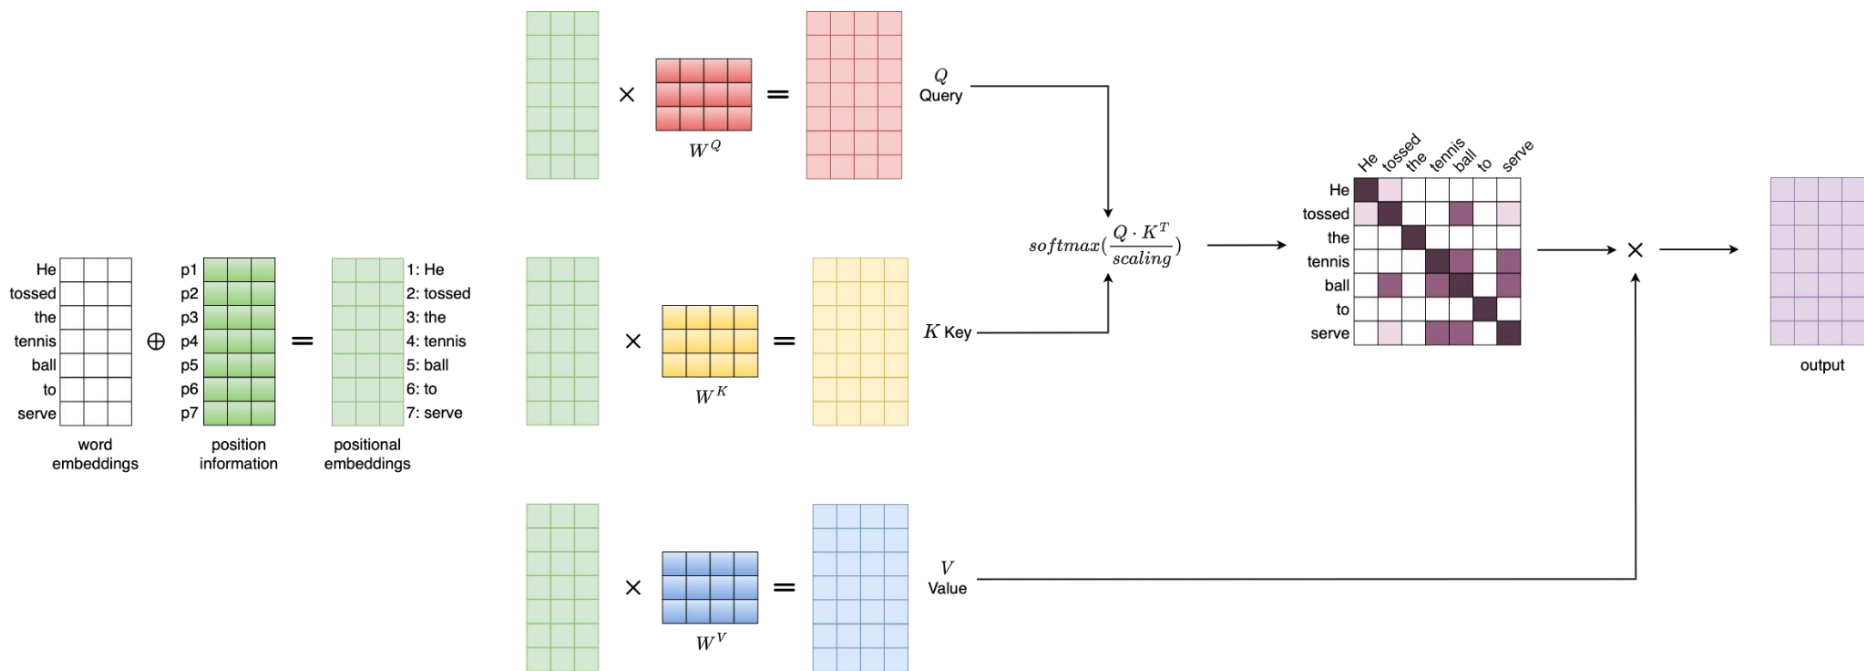 He
tossed
the
tennis
ball
to
serve
word
embeddings
⊕
p1
p2
p3
p4
p5
p6
p7
position
information
=
1: He
2: tossed
3: the
4: tennis
5: ball
6: to
7: serve
positional
embeddings
×
W^Q
=
Q
Query
×
W^K
=
K Key
×
W^V
=
V
Value
softmax(Q · K^T / scaling)
He
tossed
the
tennis
ball
to
serve
He
tossed
the
tennis
ball
to
serve
×
output